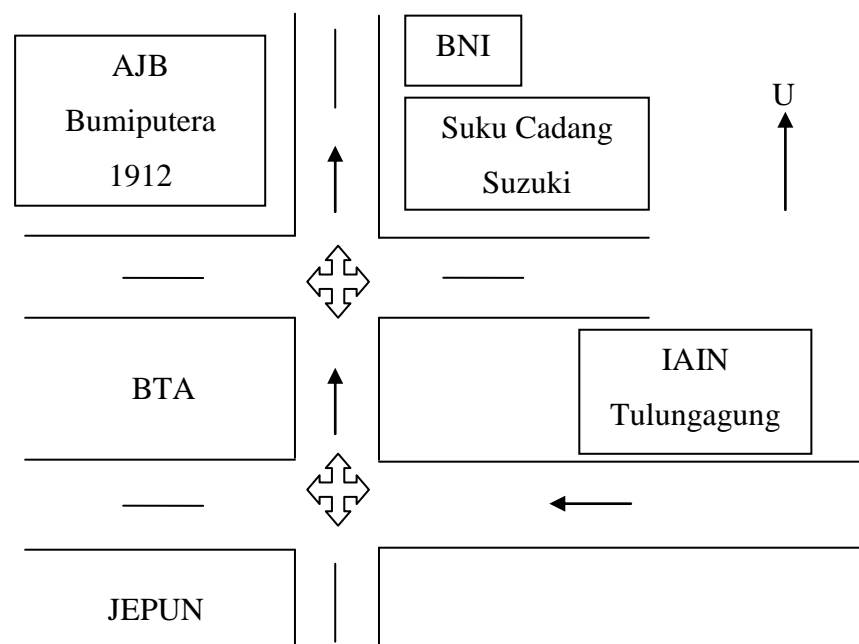 AJB
Bumiputera
1912
BNI
Suku Cadang
Suzuki
U
BTA
IAIN
Tulungagung
JEPUN